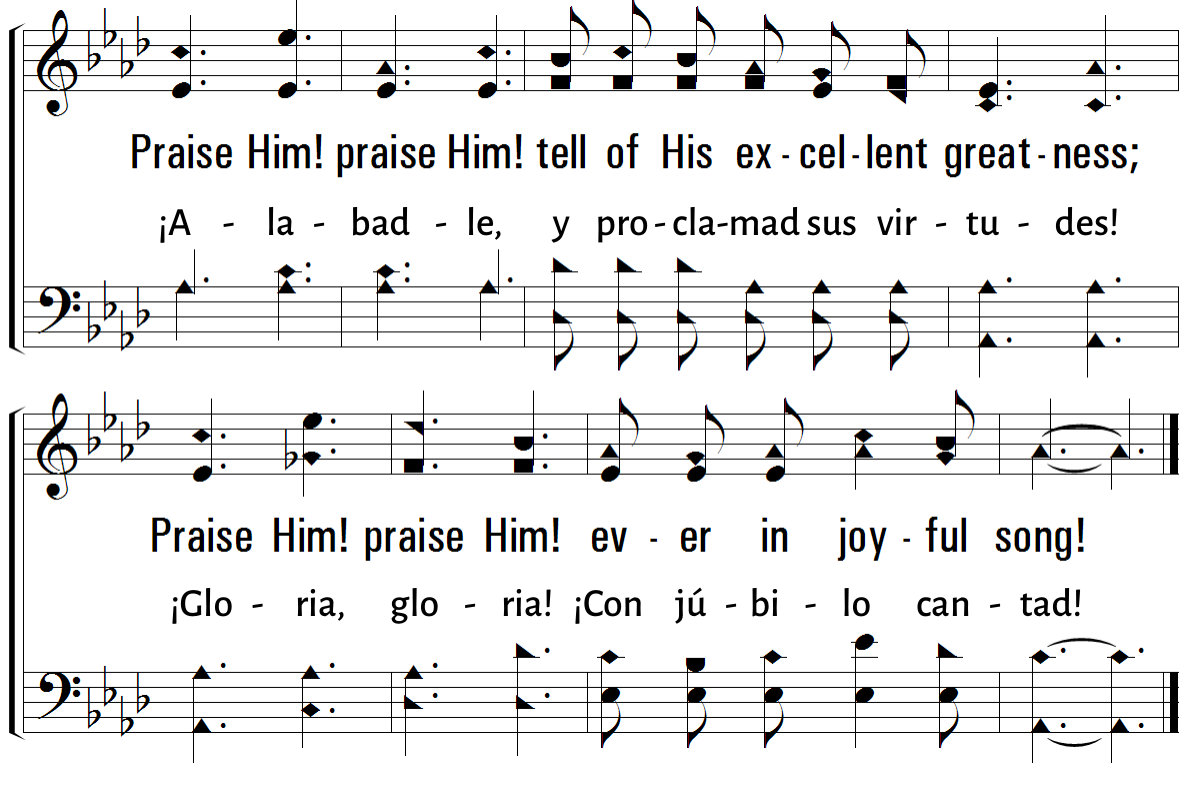 Praise Him! praise Him! tell of His ex - cel - lent great - ness;
¡A - la - bad - le, y pro - cla - mad sus vir - tu - des!
Praise Him! praise Him! ev - er in joy - ful song!
¡Glo - ria, glo - ria! ¡Con jú - bi - lo can - tad!